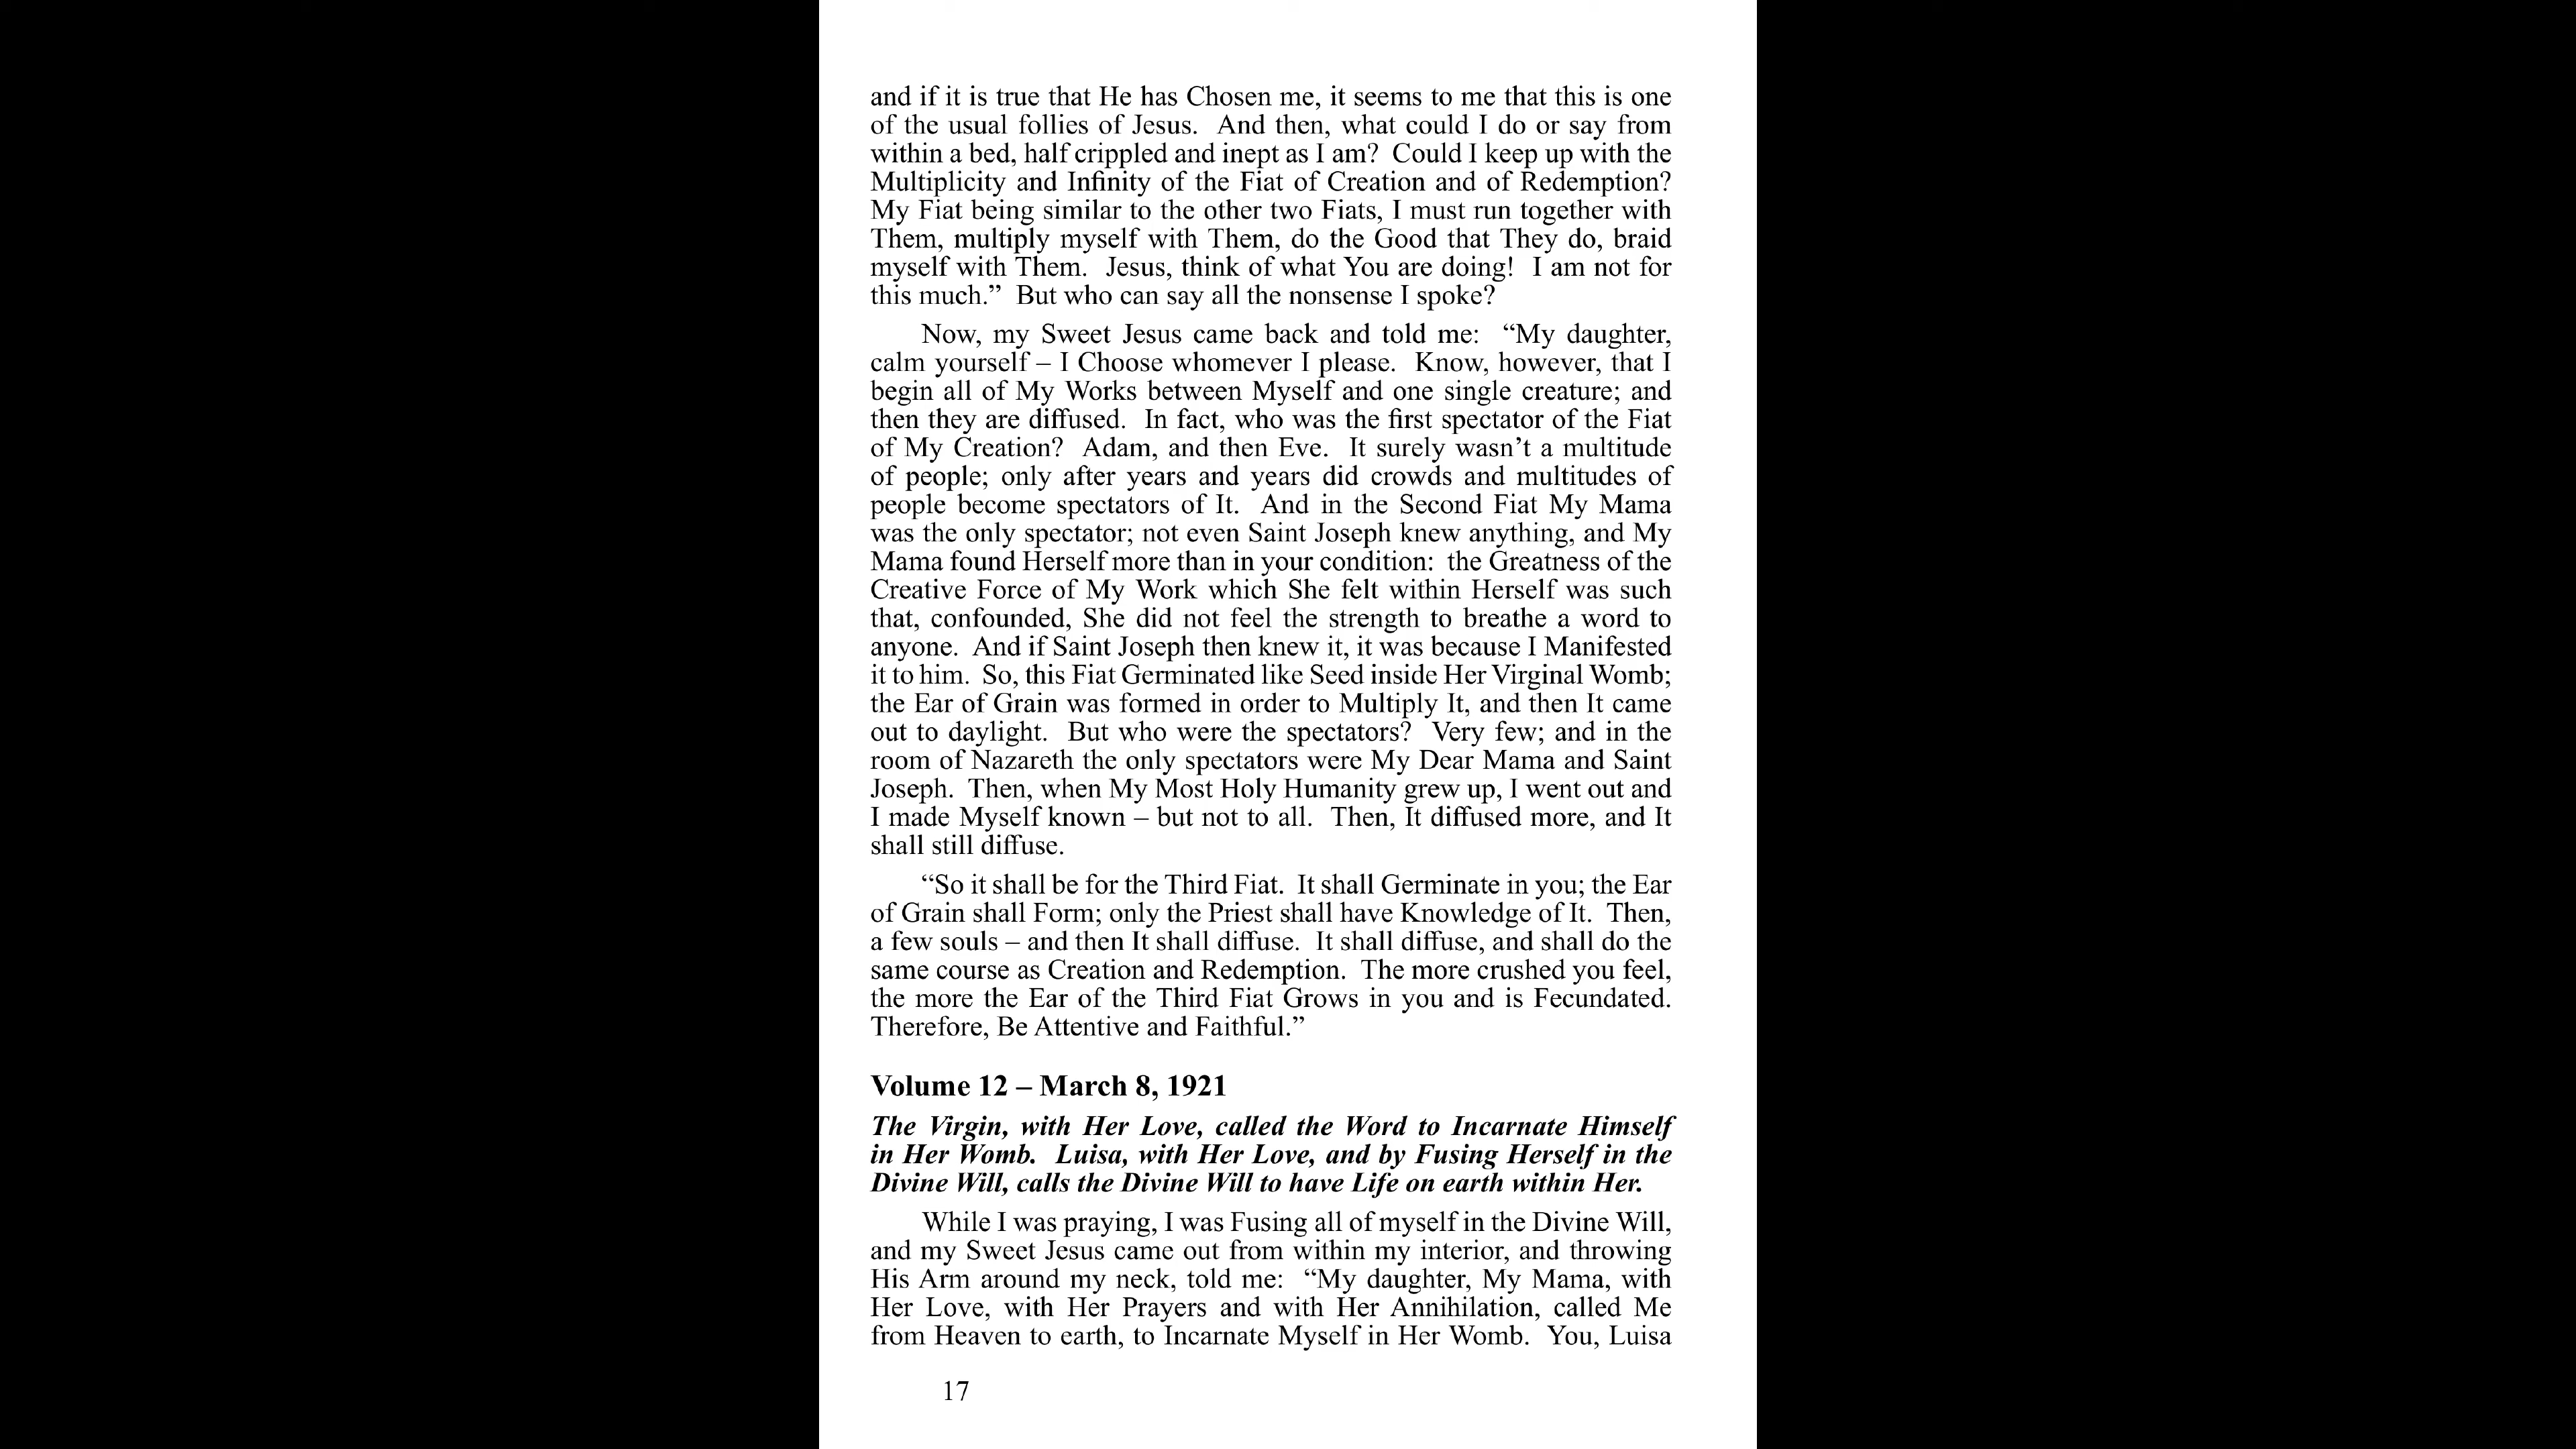 and if it is true that He has Chosen me, it seems to me that this is one
of the usual follies of Jesus.  And then, what could I do or say from
within a bed, half crippled and inept as I am?  Could I keep up with the
Multiplicity and Infinity of the Fiat of Creation and of Redemption?
My Fiat being similar to the other two Fiats, I must run together with
Them, multiply myself with Them, do the Good that They do, braid
myself with Them.  Jesus, think of what You are doing!  I am not for
this much.”  But who can say all the nonsense I spoke?
Now, my Sweet Jesus came back and told me:  “My daughter,
calm yourself – I Choose whomever I please.  Know, however, that I
begin all of My Works between Myself and one single creature; and
then they are diffused.  In fact, who was the first spectator of the Fiat
of My Creation?  Adam, and then Eve.  It surely wasn’t a multitude
of people; only after years and years did crowds and multitudes of
people become spectators of It.  And in the Second Fiat My Mama
was the only spectator; not even Saint Joseph knew anything, and My
Mama found Herself more than in your condition:  the Greatness of the
Creative Force of My Work which She felt within Herself was such
that, confounded, She did not feel the strength to breathe a word to
anyone.  And if Saint Joseph then knew it, it was because I Manifested
it to him.  So, this Fiat Germinated like Seed inside Her Virginal Womb;
the Ear of Grain was formed in order to Multiply It, and then It came
out to daylight.  But who were the spectators?  Very few; and in the
room of Nazareth the only spectators were My Dear Mama and Saint
Joseph.  Then, when My Most Holy Humanity grew up, I went out and
I made Myself known – but not to all.  Then, It diffused more, and It
shall still diffuse.
“So it shall be for the Third Fiat.  It shall Germinate in you; the Ear
of Grain shall Form; only the Priest shall have Knowledge of It.  Then,
a few souls – and then It shall diffuse.  It shall diffuse, and shall do the
same course as Creation and Redemption.  The more crushed you feel,
the more the Ear of the Third Fiat Grows in you and is Fecundated.
Therefore, Be Attentive and Faithful.”
Volume 12 – March 8, 1921
The Virgin, with Her Love, called the Word to Incarnate Himself
in Her Womb.  Luisa, with Her Love, and by Fusing Herself in the
Divine Will, calls the Divine Will to have Life on earth within Her.
While I was praying, I was Fusing all of myself in the Divine Will,
and my Sweet Jesus came out from within my interior, and throwing
His Arm around my neck, told me:  “My daughter, My Mama, with
Her Love, with Her Prayers and with Her Annihilation, called Me
from Heaven to earth, to Incarnate Myself in Her Womb.  You, Luisa
17